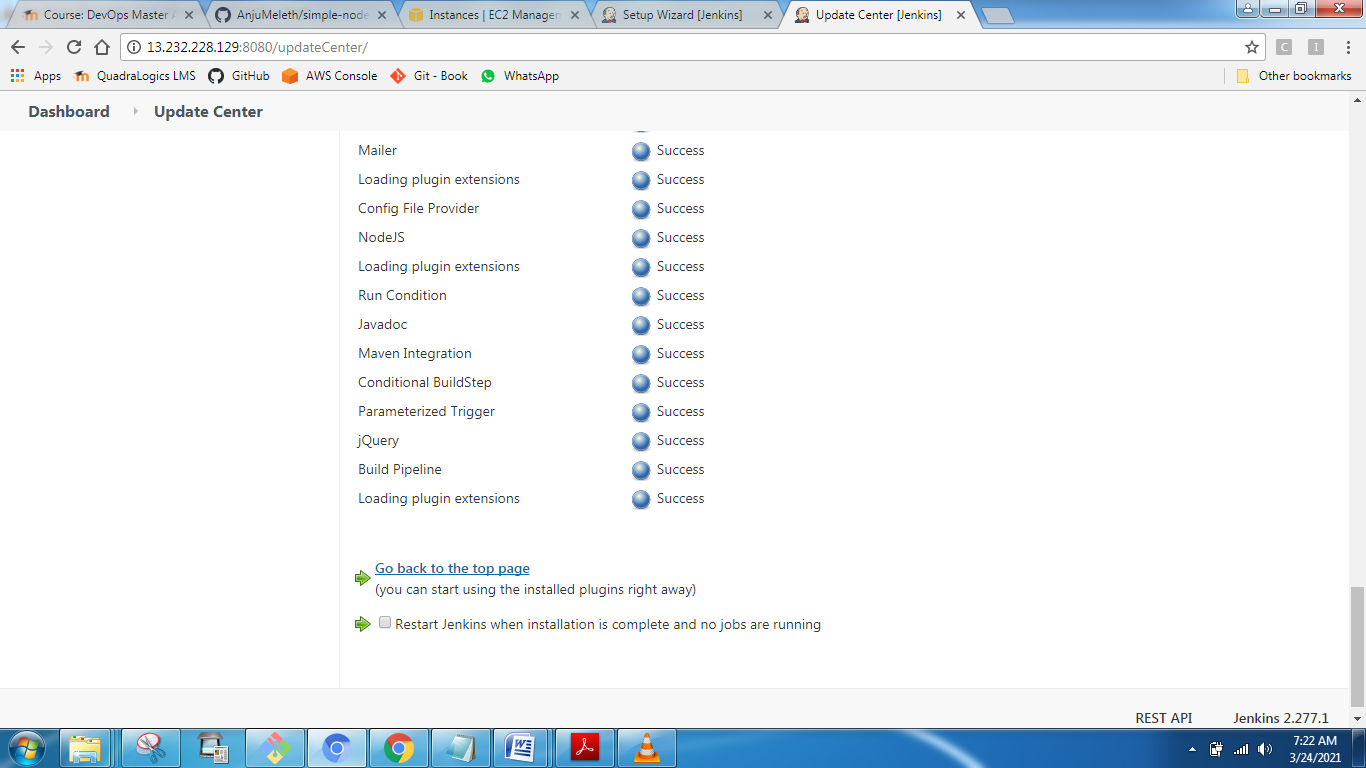 Course: DevOps Master A
AnjuMeleth/simple-node
Instances | EC2 Managen
Setup Wizard [Jenkins]
Update Center [Jenkins]
13.232.228.129:8080/updateCenter/
C
I
Apps
QuadraLogics LMS
GitHub
AWS Console
Git - Book
WhatsApp
Other bookmarks
Dashboard
Update Center
Mailer Success
Loading plugin extensions Success
Config File Provider Success
NodeJS Success
Loading plugin extensions Success
Run Condition Success
Javadoc Success
Maven Integration Success
Conditional BuildStep Success
Parameterized Trigger Success
jQuery Success
Build Pipeline Success
Loading plugin extensions Success
Go back to the top page
(you can start using the installed plugins right away)
Restart Jenkins when installation is complete and no jobs are running
REST API
Jenkins 2.277.1
7:22 AM
3/24/2021